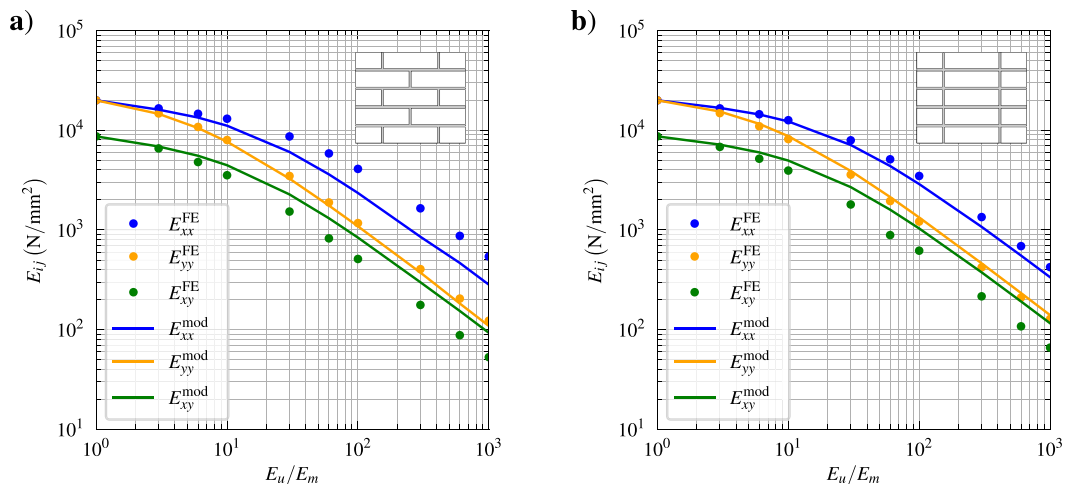 a)
10^5
10^4
10^3
10^2
10^1
E_ij (N/mm^2)
E_xx^FE
E_yy^FE
E_xy^FE
E_xx^mod
E_yy^mod
E_xy^mod
10^0 10^1 10^2 10^3
E_u/E_m
b)
10^5
10^4
10^3
10^2
10^1
E_ij (N/mm^2)
E_xx^FE
E_yy^FE
E_xy^FE
E_xx^mod
E_yy^mod
E_xy^mod
10^0 10^1 10^2 10^3
E_u/E_m